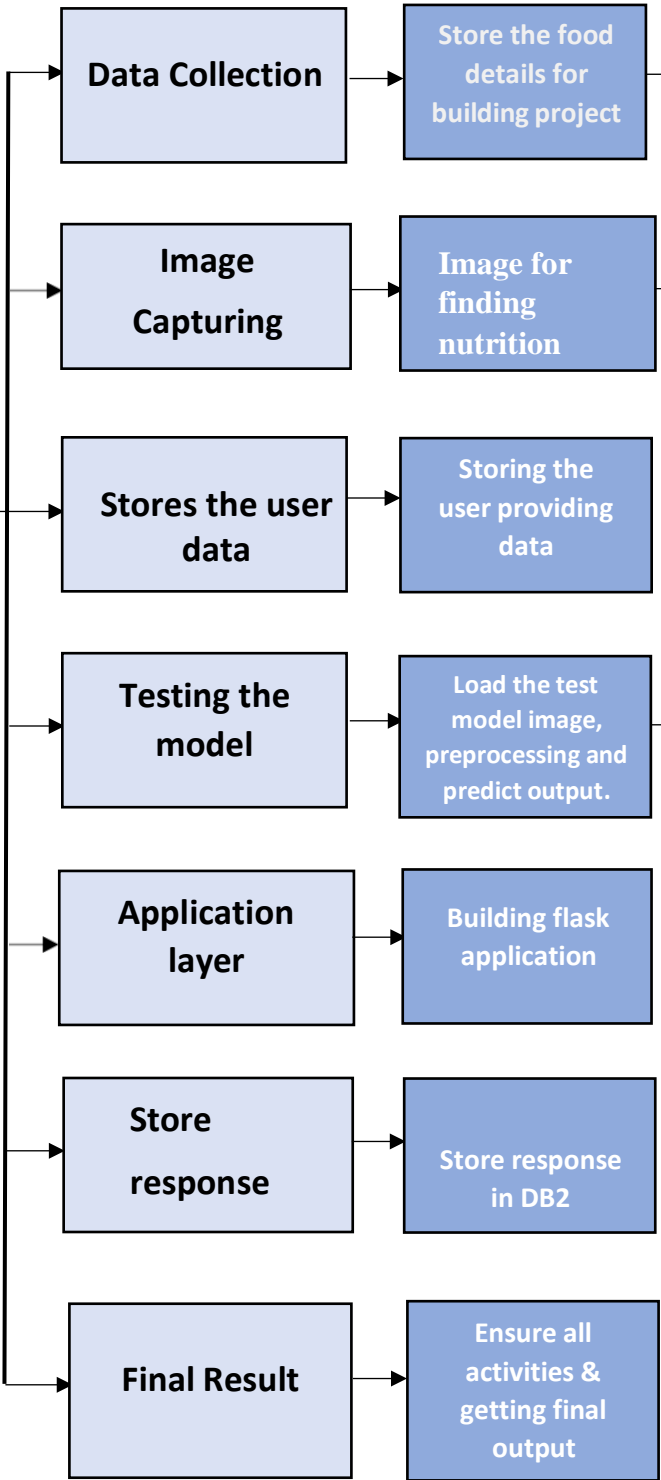 Data Collection
Store the food
details for
building project
Image
Capturing
Image for
finding
nutrition
Stores the user
data
Storing the
user providing
data
Testing the
model
Load the test
model image,
preprocessing and
predict output.
Application
layer
Building flask
application
Store
response
Store response
in DB2
Final Result
Ensure all
activities &
getting final
output